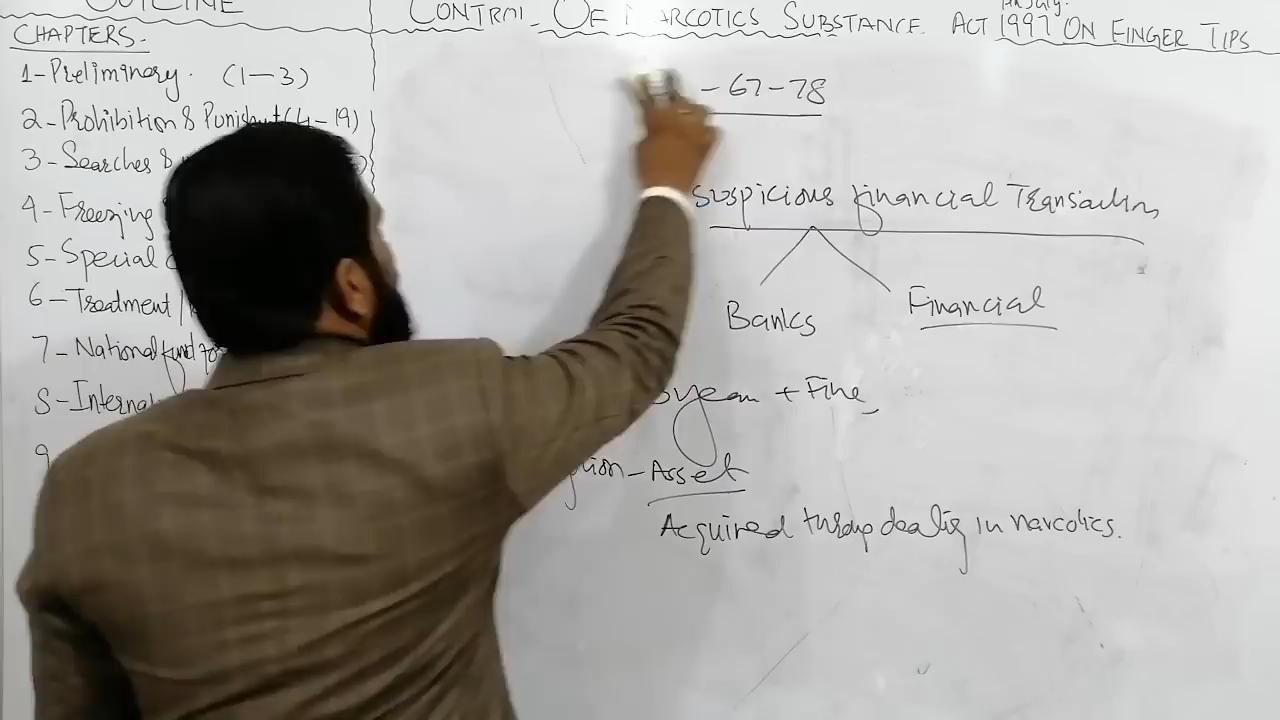 OUTLINE
CHAPTERS.
1-Preliminary. (1-3)
2-Prohibition & Punishment (4-19)
3-Searches &
4-Freezing
5-Special
6-Treatment /
7-National fund for
8-Internat
9
CONTROL OF NARCOTICS SUBSTANCE ACT 1997 ON FINGER TIPS
-67-78
Suspicious financial Transactions
Banks
Financial
years + Fine
-Asset
Acquired through dealing in narcotics.